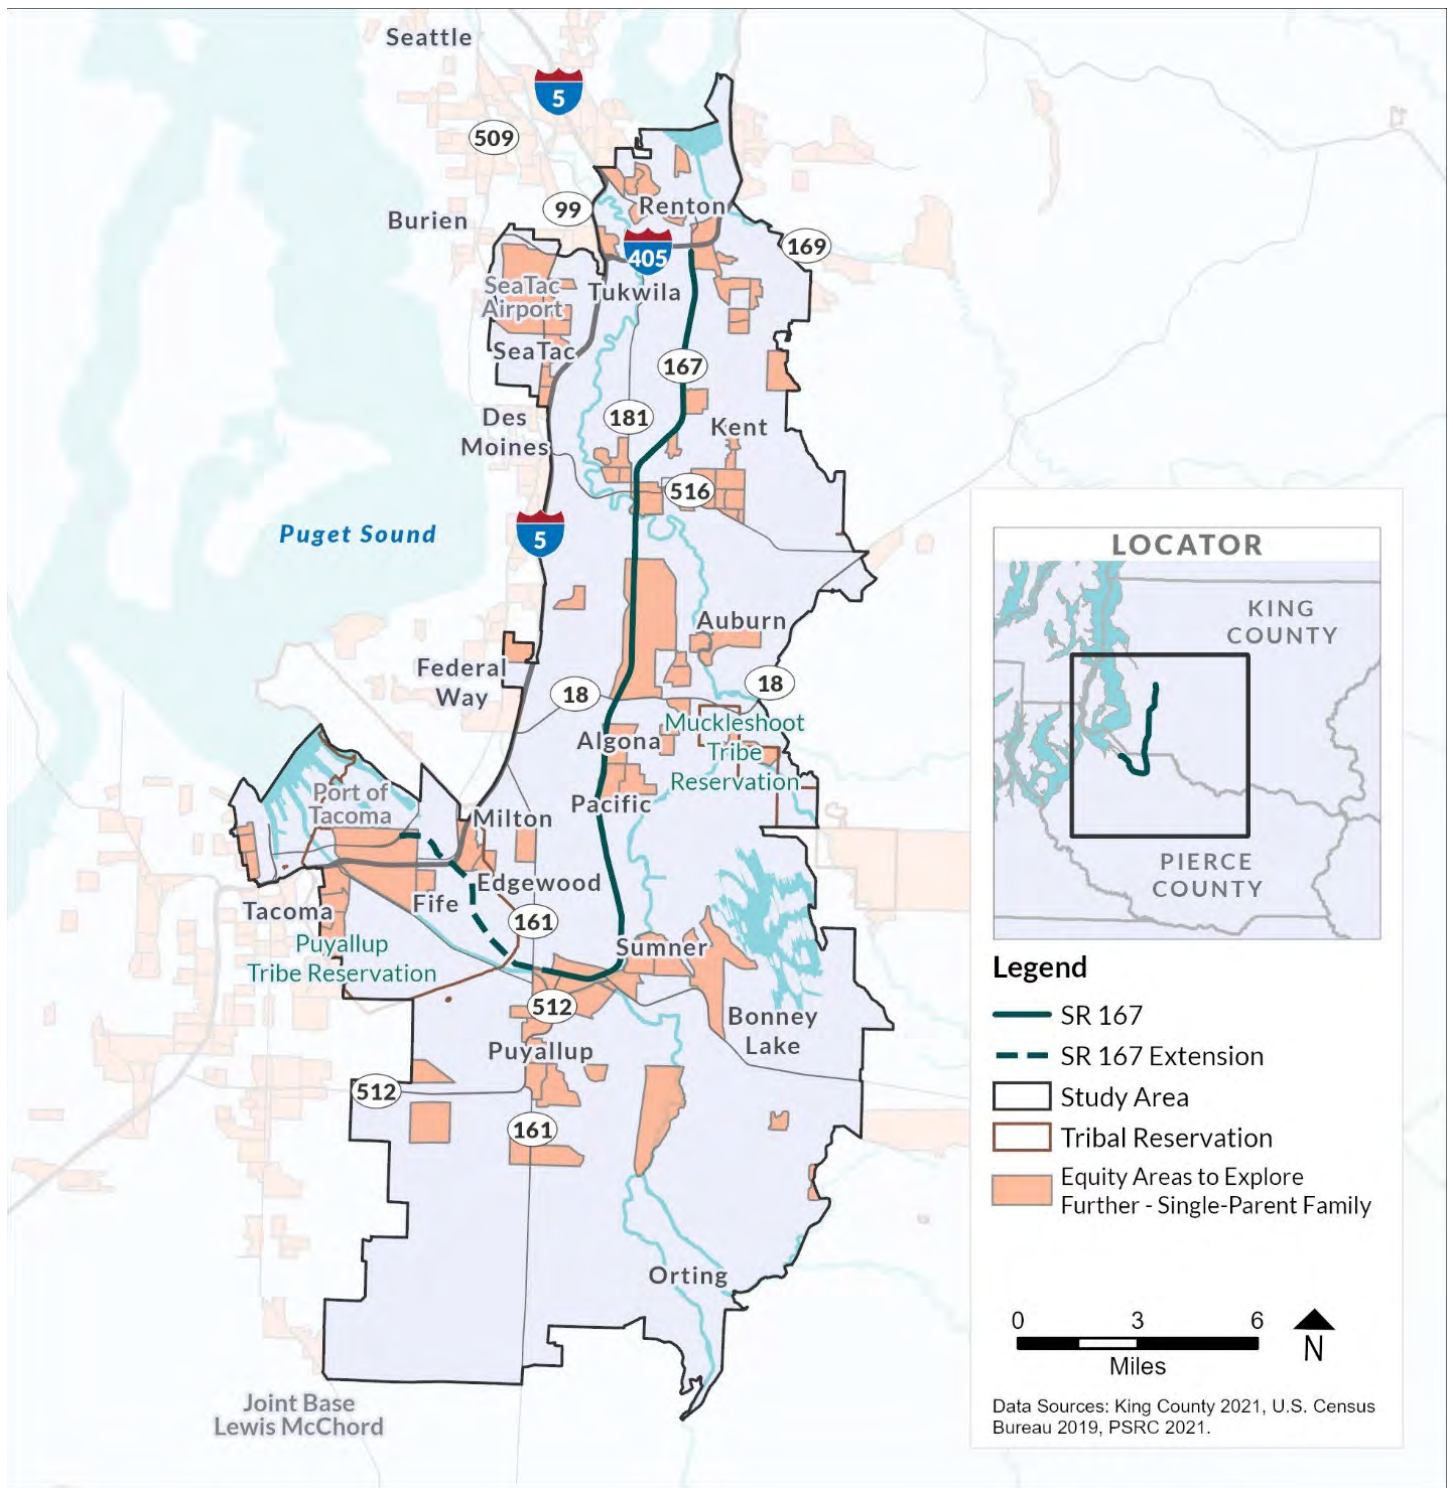 Seattle
5
509
Burien
99
Renton
405
169
SeaTac
Airport
Tukwila
SeaTac
167
Des
Moines
181
Kent
516
Puget Sound
5
Auburn
Federal
Way
18
18
Muckleshoot
Tribe
Reservation
Algona
Port of
Tacoma
Pacific
Milton
Edgewood
Fife
Tacoma
161
Puyallup
Tribe Reservation
Sumner
512
Bonney
Lake
Puyallup
512
161
Orting
Joint Base
Lewis McChord
LOCATOR
KING
COUNTY
PIERCE
COUNTY
Legend
SR 167
SR 167 Extension
Study Area
Tribal Reservation
Equity Areas to Explore
Further - Single-Parent Family
0 3 6
Miles
N
Data Sources: King County 2021, U.S. Census
Bureau 2019, PSRC 2021.